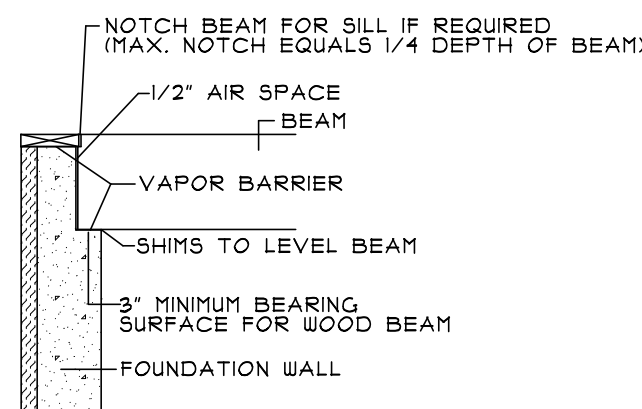 NOTCH BEAM FOR SILL IF REQUIRED
(MAX. NOTCH EQUALS 1/4 DEPTH OF BEAM)
1/2" AIR SPACE
BEAM
VAPOR BARRIER
SHIMS TO LEVEL BEAM
3" MINIMUM BEARING
SURFACE FOR WOOD BEAM
FOUNDATION WALL